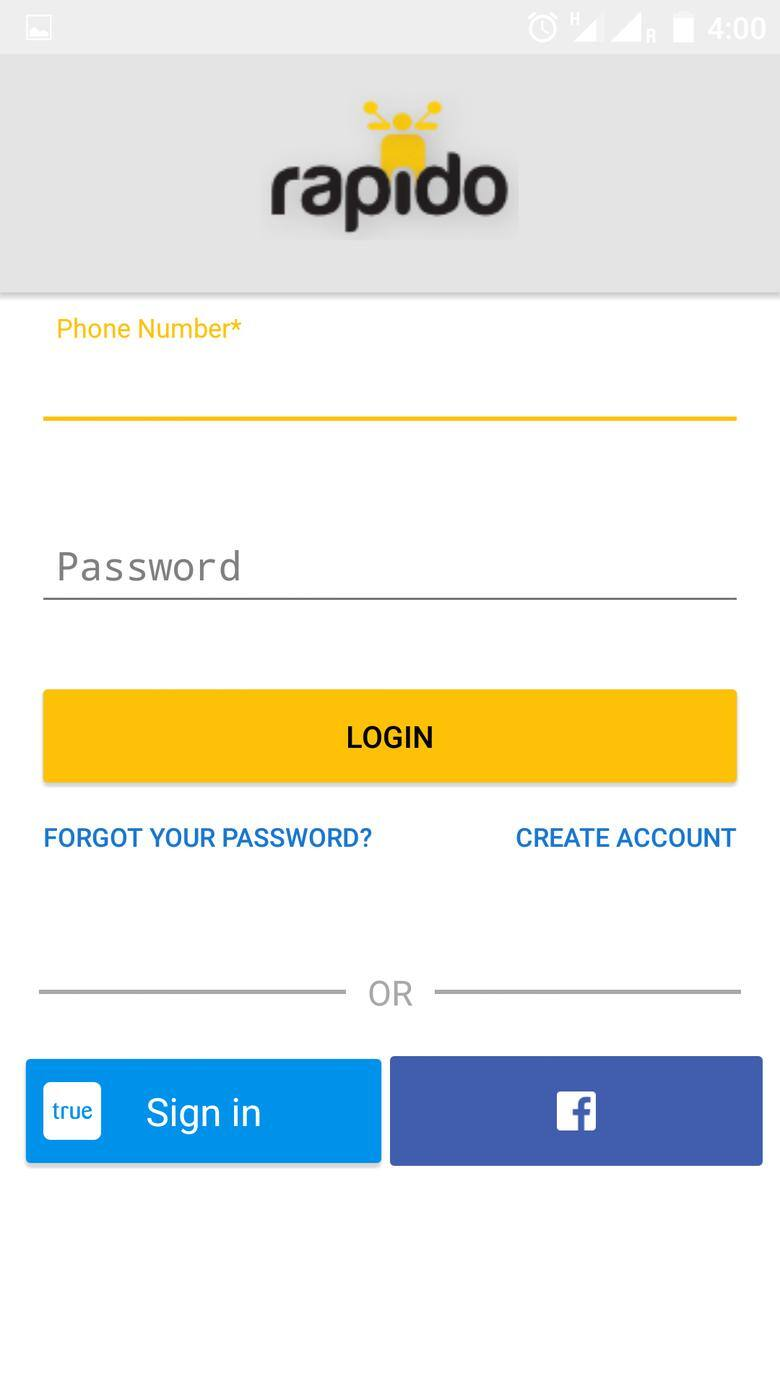 H R 4:00
rapido
Phone Number*
Password
LOGIN
FORGOT YOUR PASSWORD? CREATE ACCOUNT
OR
true Sign in f